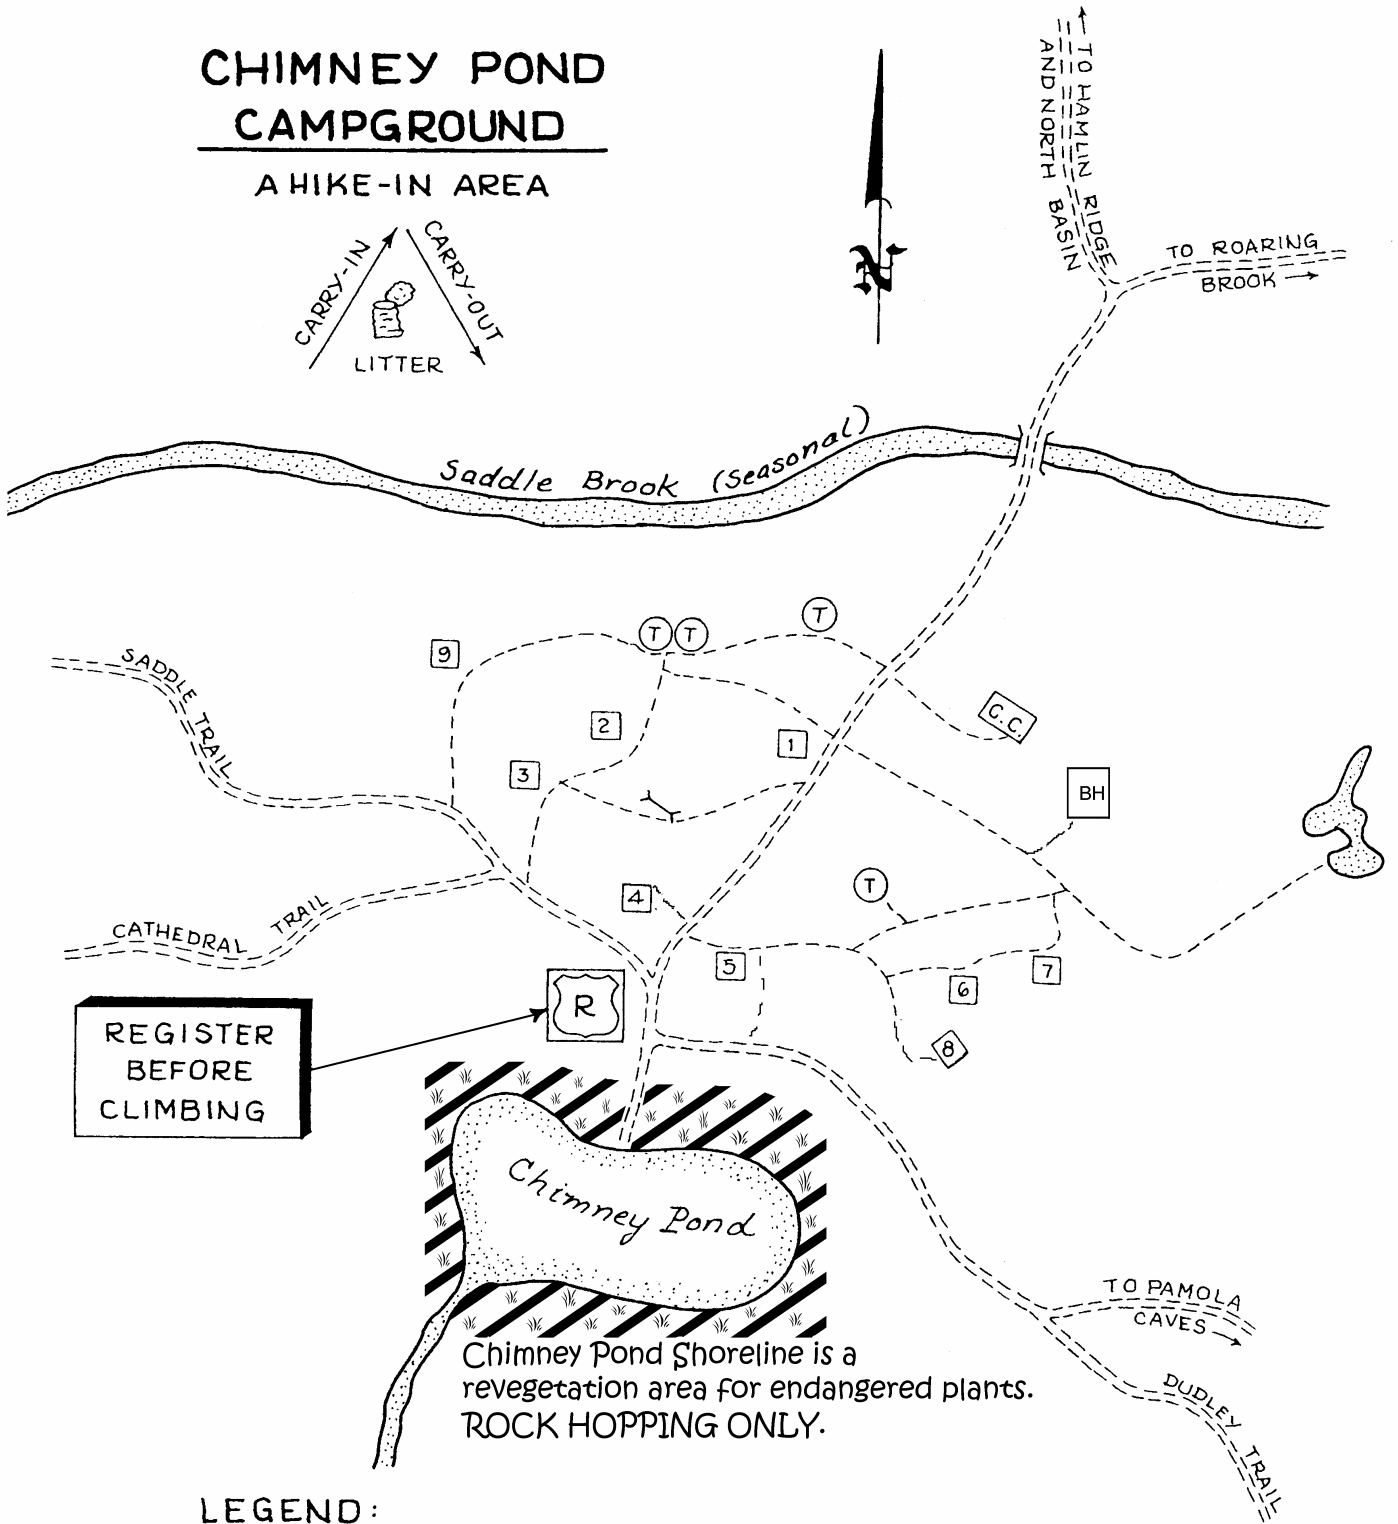 CHIMNEY POND
CAMPGROUND
A HIKE-IN AREA
CARRY-IN
CARRY-OUT
LITTER
N
TO HAMLIN RIDGE
AND NORTH BASIN
TO ROARING
BROOK
Saddle Brook (Seasonal)
T
T
T
9
SADDLE TRAIL
2
1
C.C.
3
BH
T
4
CATHEDRAL TRAIL
5
7
6
8
R
REGISTER
BEFORE
CLIMBING
Chimney Pond
TO PAMOLA
CAVES
Chimney Pond Shoreline is a
revegetation area for endangered plants.
ROCK HOPPING ONLY.
DUDLEY TRAIL
LEGEND: